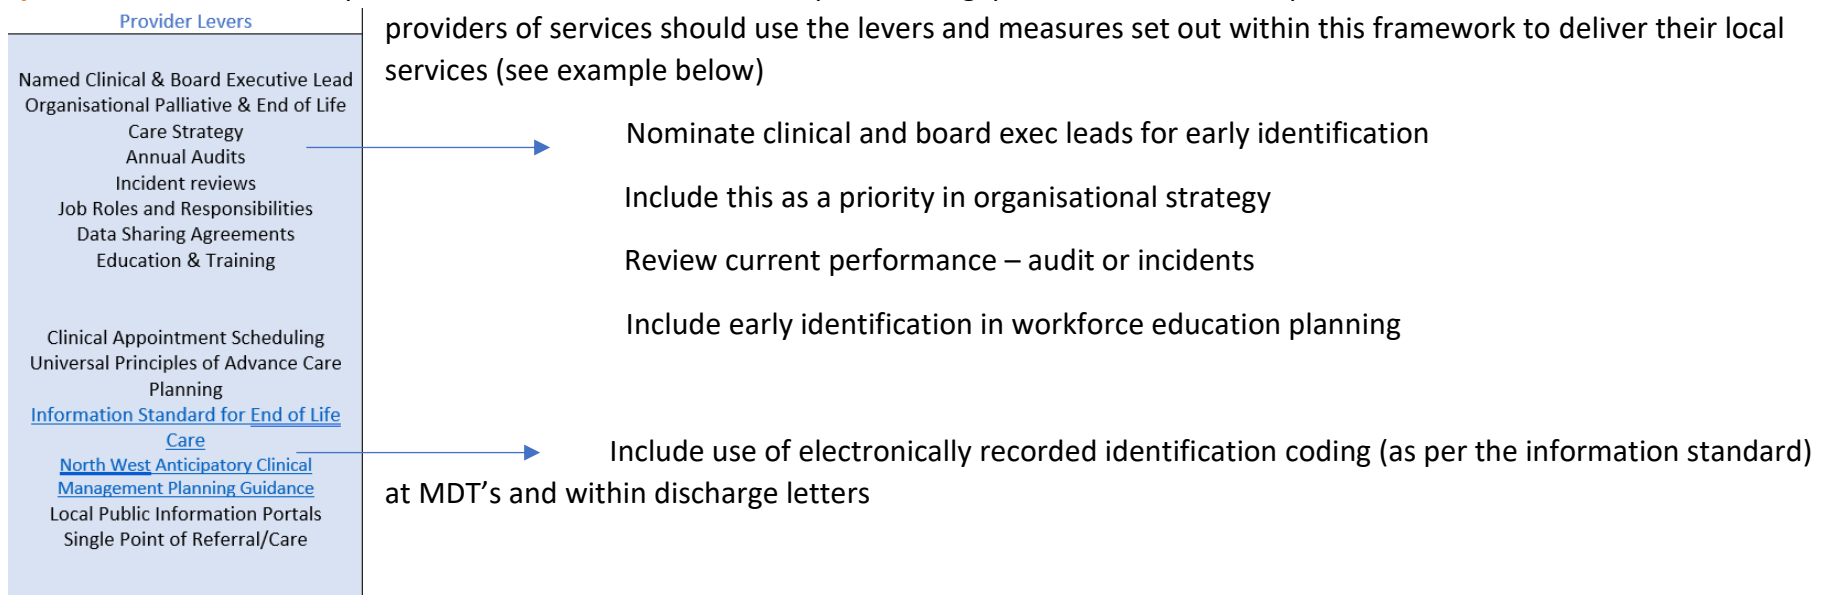 Provider Levers
Named Clinical & Board Executive Lead
Organisational Palliative & End of Life
Care Strategy
Annual Audits
Incident reviews
Job Roles and Responsibilities
Data Sharing Agreements
Education & Training
Clinical Appointment Scheduling
Universal Principles of Advance Care
Planning
Information Standard for End of Life
Care
North West Anticipatory Clinical
Management Planning Guidance
Local Public Information Portals
Single Point of Referral/Care
providers of services should use the levers and measures set out within this framework to deliver their local
services (see example below)
Nominate clinical and board exec leads for early identification
Include this as a priority in organisational strategy
Review current performance – audit or incidents
Include early identification in workforce education planning
Include use of electronically recorded identification coding (as per the information standard)
at MDT’s and within discharge letters